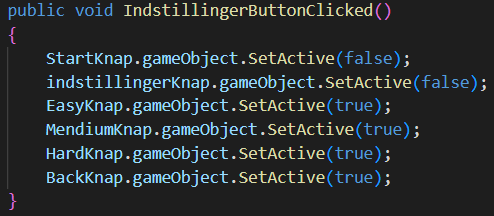 public void IndstillingerButtonClicked()
{
StartKnap.gameObject.SetActive(false);
indstillingerKnap.gameObject.SetActive(false);
EasyKnap.gameObject.SetActive(true);
MendiumKnap.gameObject.SetActive(true);
HardKnap.gameObject.SetActive(true);
BackKnap.gameObject.SetActive(true);
}